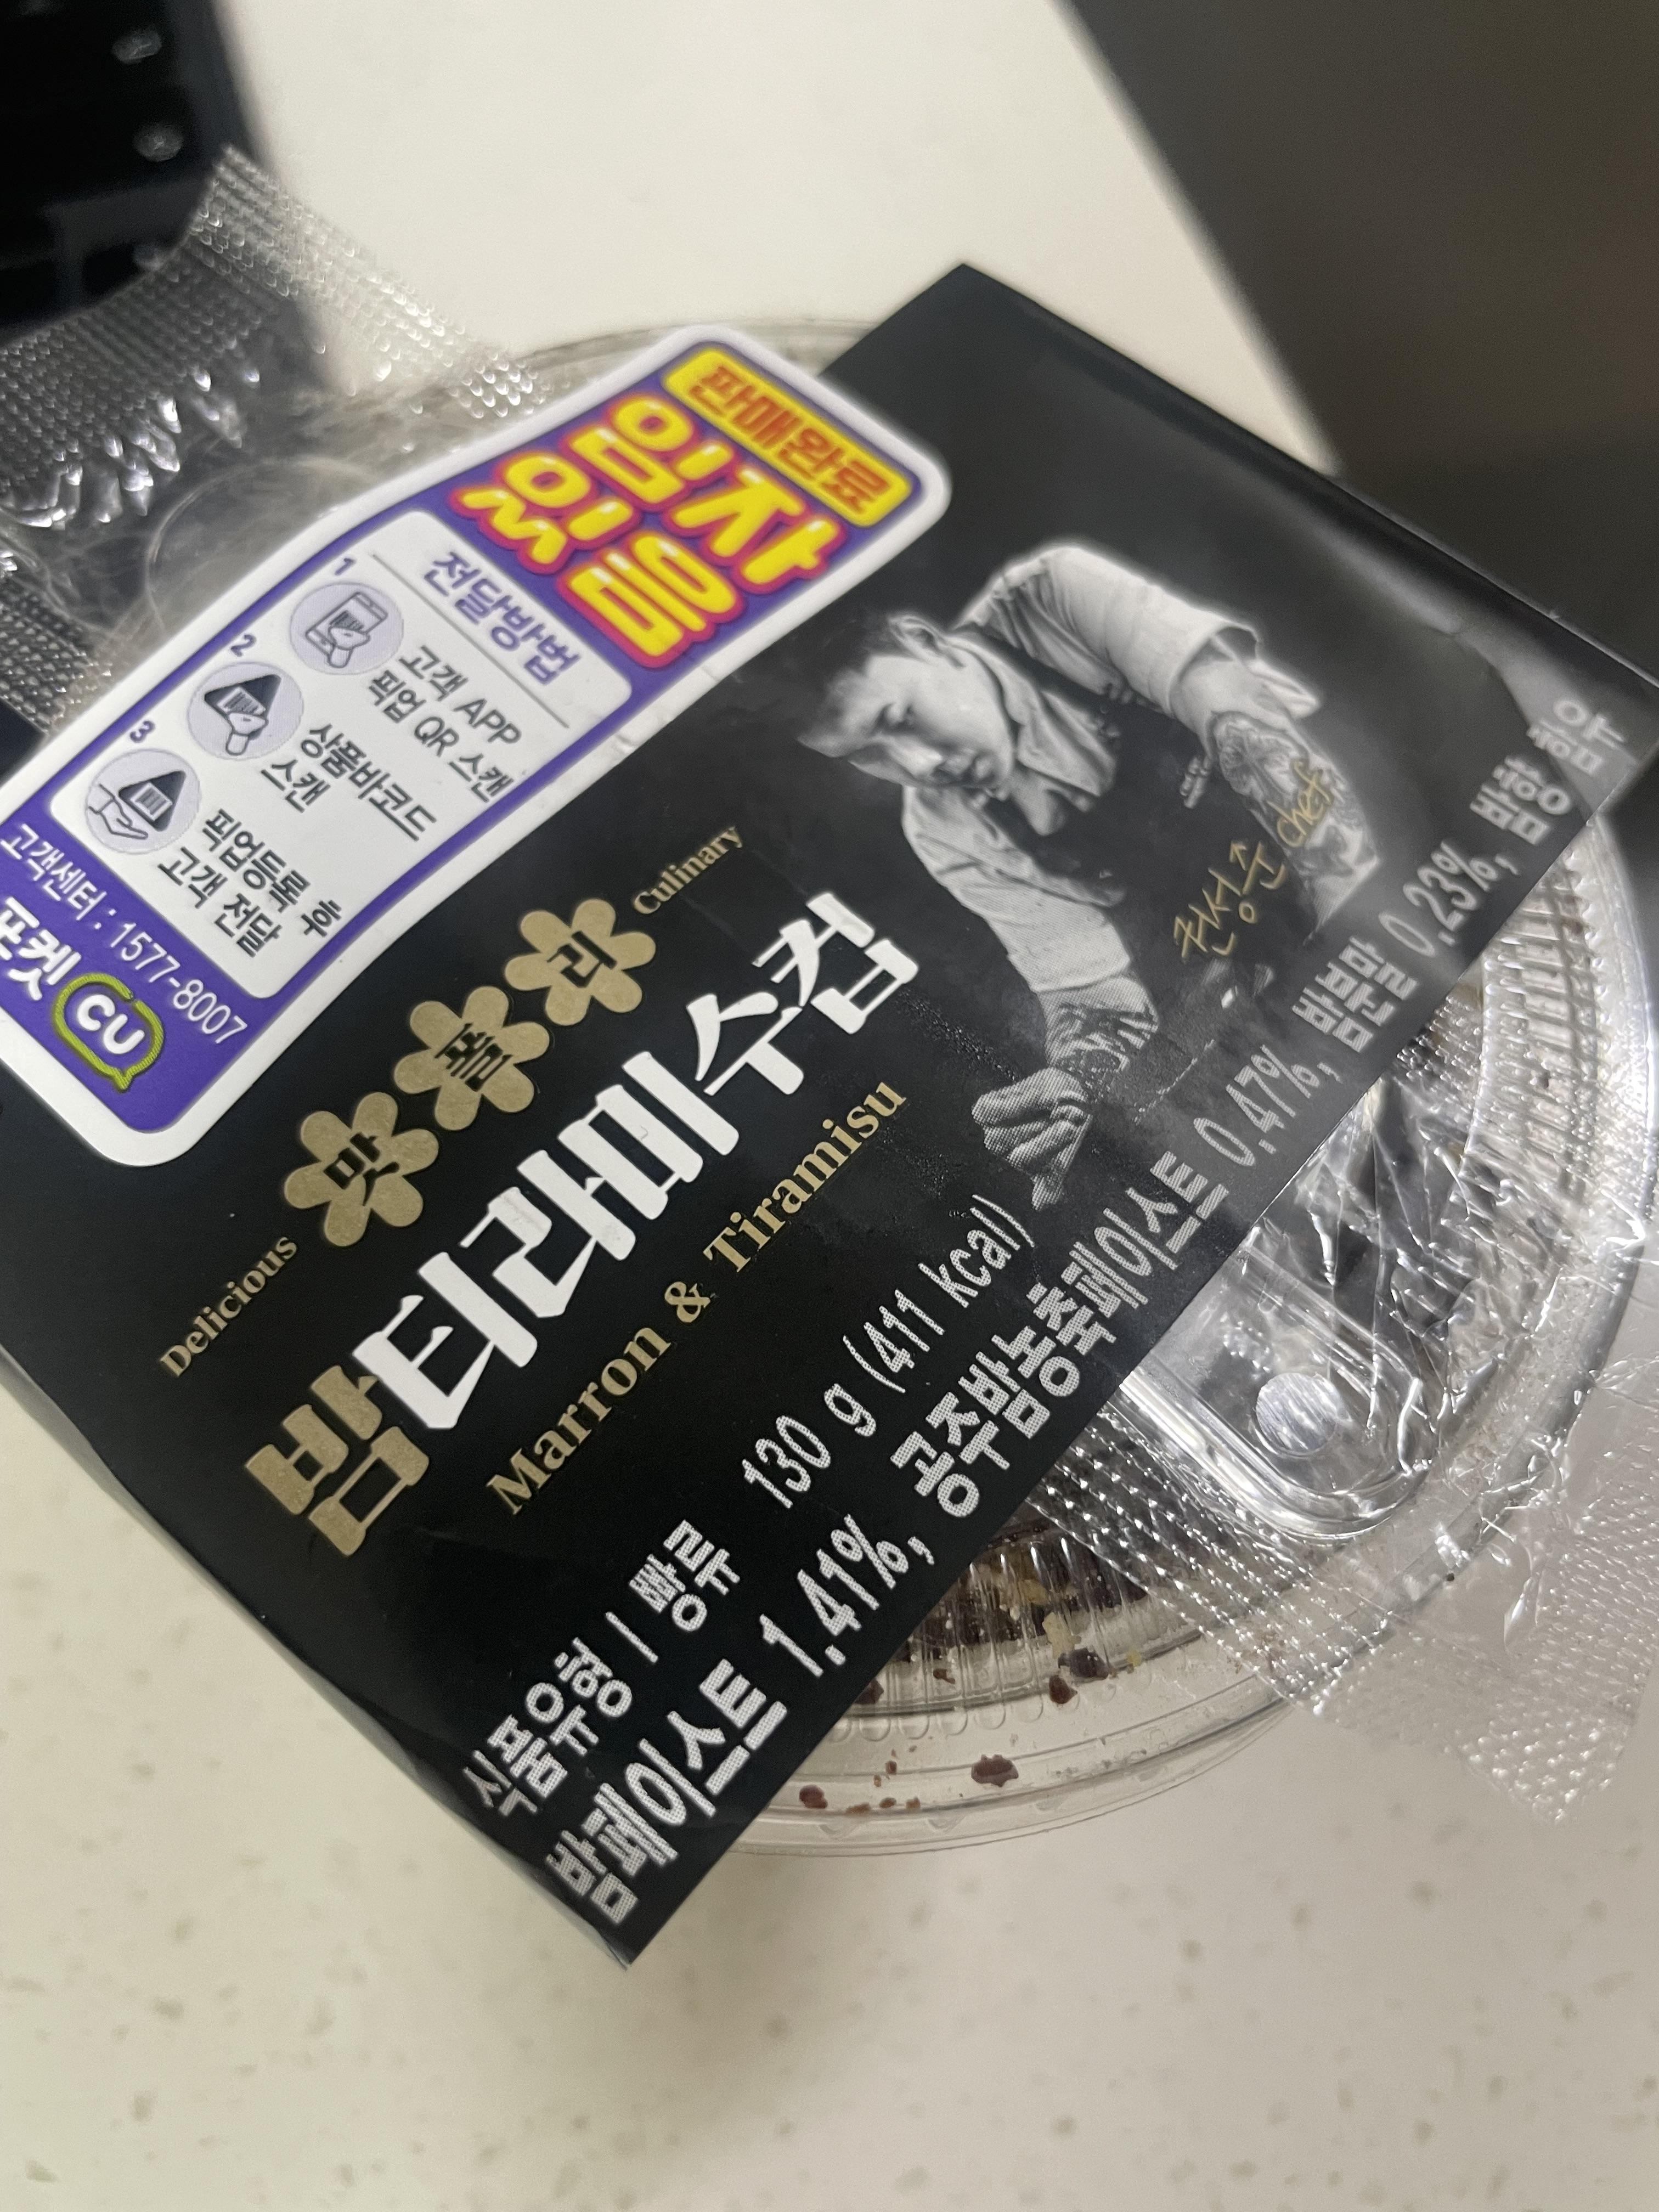 판매완료
임자
있음
전달방법
1
고객 APP
픽업 QR 스캔
2
상품바코드
스캔
3
픽업등록 후
고객 전달
고객센터 : 1577-8007
포켓 CU
Delicious 맛 폴 리 Culinary
밤 티라미수컵
Marron & Tiramisu
권성준 chef
식품유형 | 빵류 130 g (411 kcal)
밤페이스트 1.41%, 공주밤농축페이스트 0.47%, 밤분말 0.23%, 밤향 함유